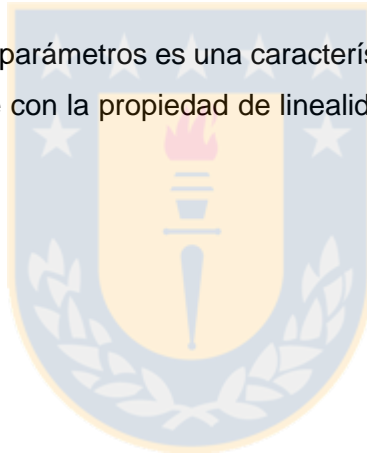 parámetros es una caracterís
con la propiedad de linealid